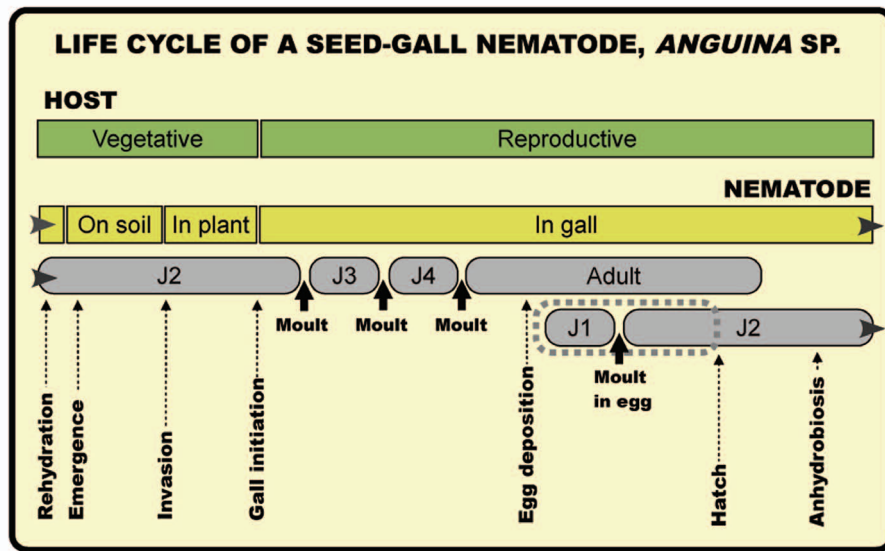 LIFE CYCLE OF A SEED-GALL NEMATODE, ANGUINA SP.
HOST
Vegetative
Reproductive
NEMATODE
On soil
In plant
In gall
J2
J3
J4
Adult
Moult
Moult
Moult
J1
J2
Moult
in egg
Rehydration
Emergence
Invasion
Gall initiation
Egg deposition
Hatch
Anhydrobiosis